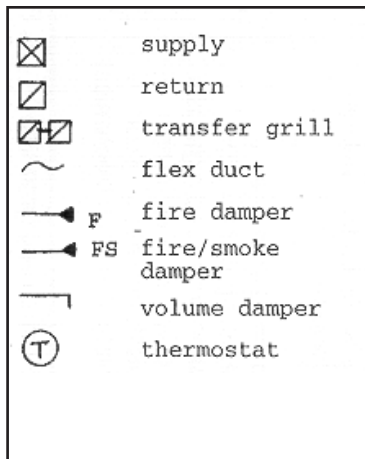 supply
return
transfer grill
flex duct
F fire damper
FS fire/smoke
damper
volume damper
T thermostat